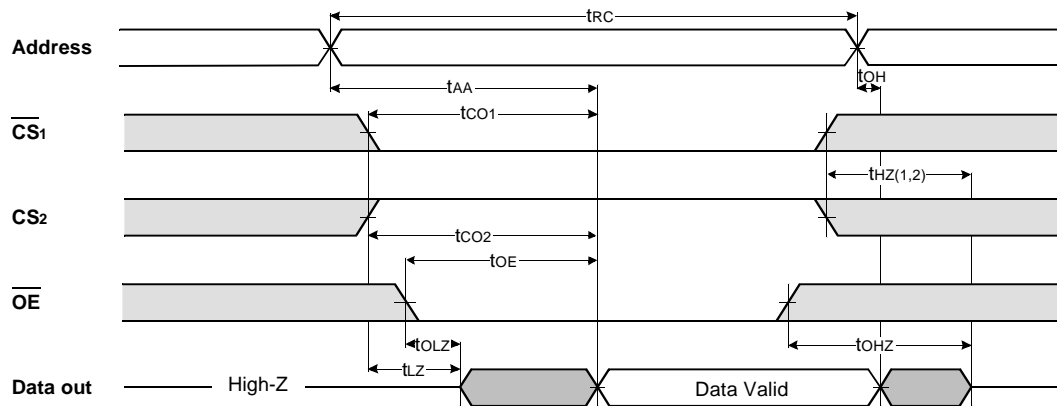 tRC
Address
tOH
tAA
tCO1
CS1
tHZ(1,2)
CS2
tCO2
tOE
OE
tOLZ
tOHZ
tLZ
High-Z
Data out
Data Valid